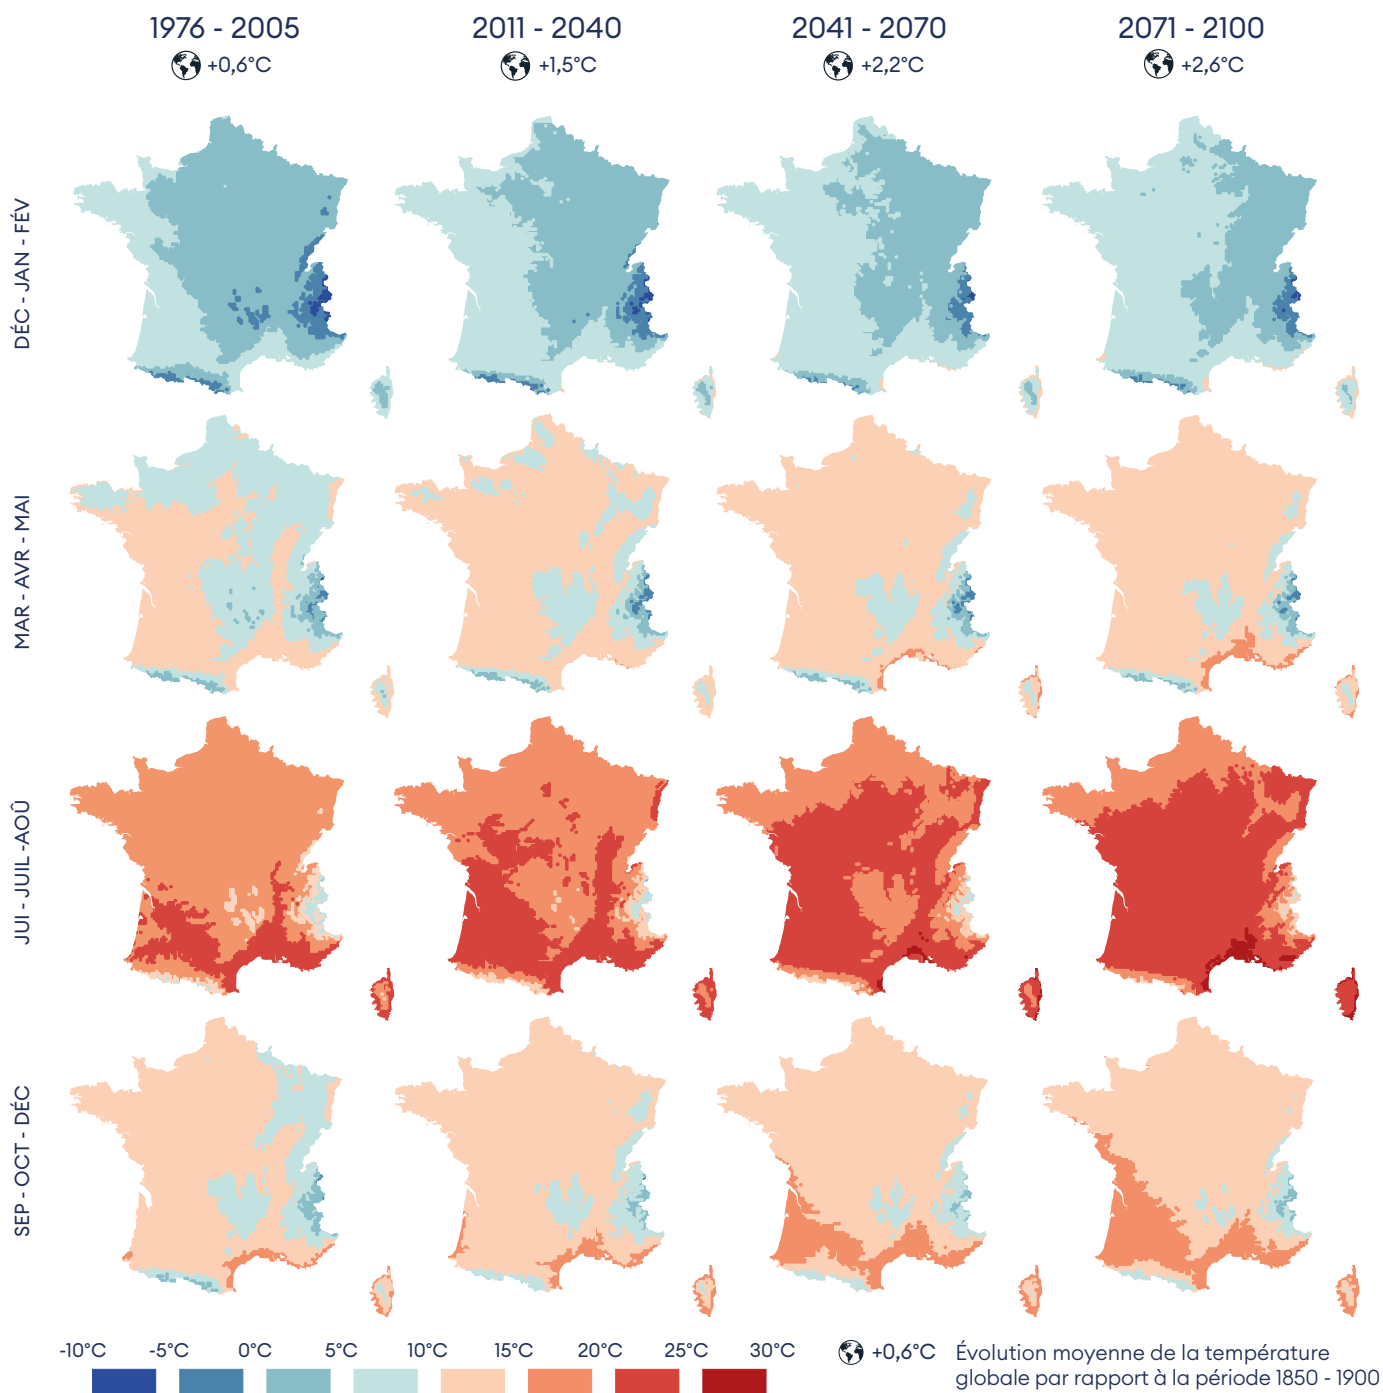 1976 - 2005
2011 - 2040
2041 - 2070
2071 - 2100
+0,6°C
+1,5°C
+2,2°C
+2,6°C
DÉC - JAN - FÉV
MAR - AVR - MAI
JUI - JUIL -AOÛ
SEP - OCT - DÉC
-10°C
-5°C
0°C
5°C
10°C
15°C
20°C
25°C
30°C
+0,6°C
Évolution moyenne de la température
globale par rapport à la période 1850 - 1900